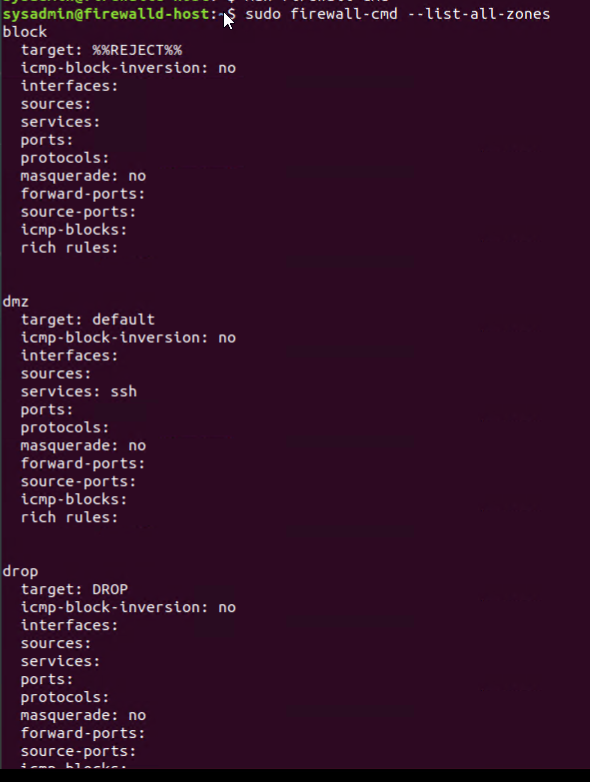 sysadmin@firewalld-host:~$ sudo firewall-cmd --list-all-zones
block
  target: %%REJECT%%
  icmp-block-inversion: no
  interfaces:
  sources:
  services:
  ports:
  protocols:
  masquerade: no
  forward-ports:
  source-ports:
  icmp-blocks:
  rich rules:
dmz
  target: default
  icmp-block-inversion: no
  interfaces:
  sources:
  services: ssh
  ports:
  protocols:
  masquerade: no
  forward-ports:
  source-ports:
  icmp-blocks:
  rich rules:
drop
  target: DROP
  icmp-block-inversion: no
  interfaces:
  sources:
  services:
  ports:
  protocols:
  masquerade: no
  forward-ports:
  source-ports:
  icmp-blocks: